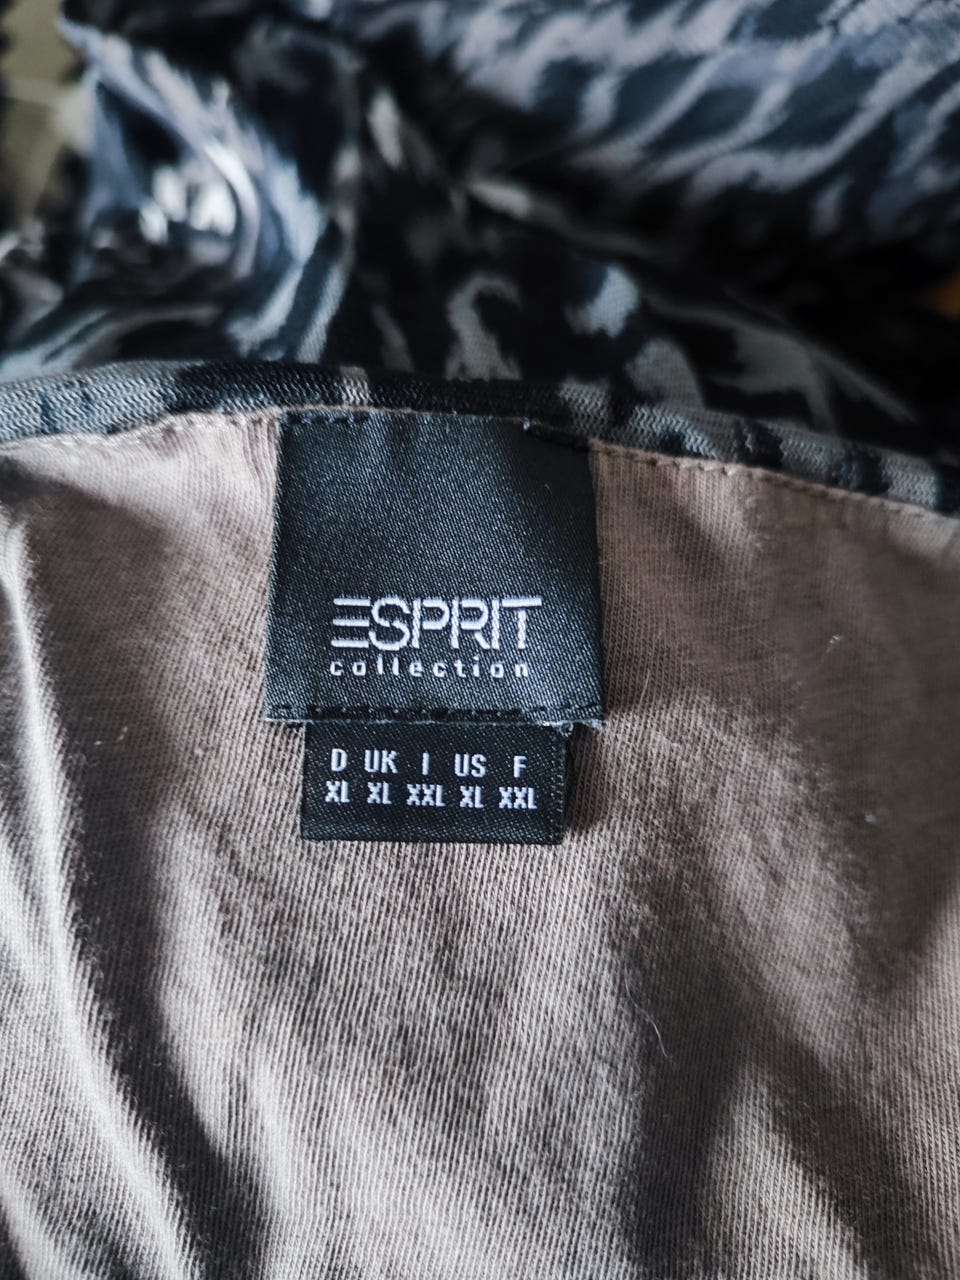 ESPRIT
collection
D UK I US F
XL XL XXL XL XXL